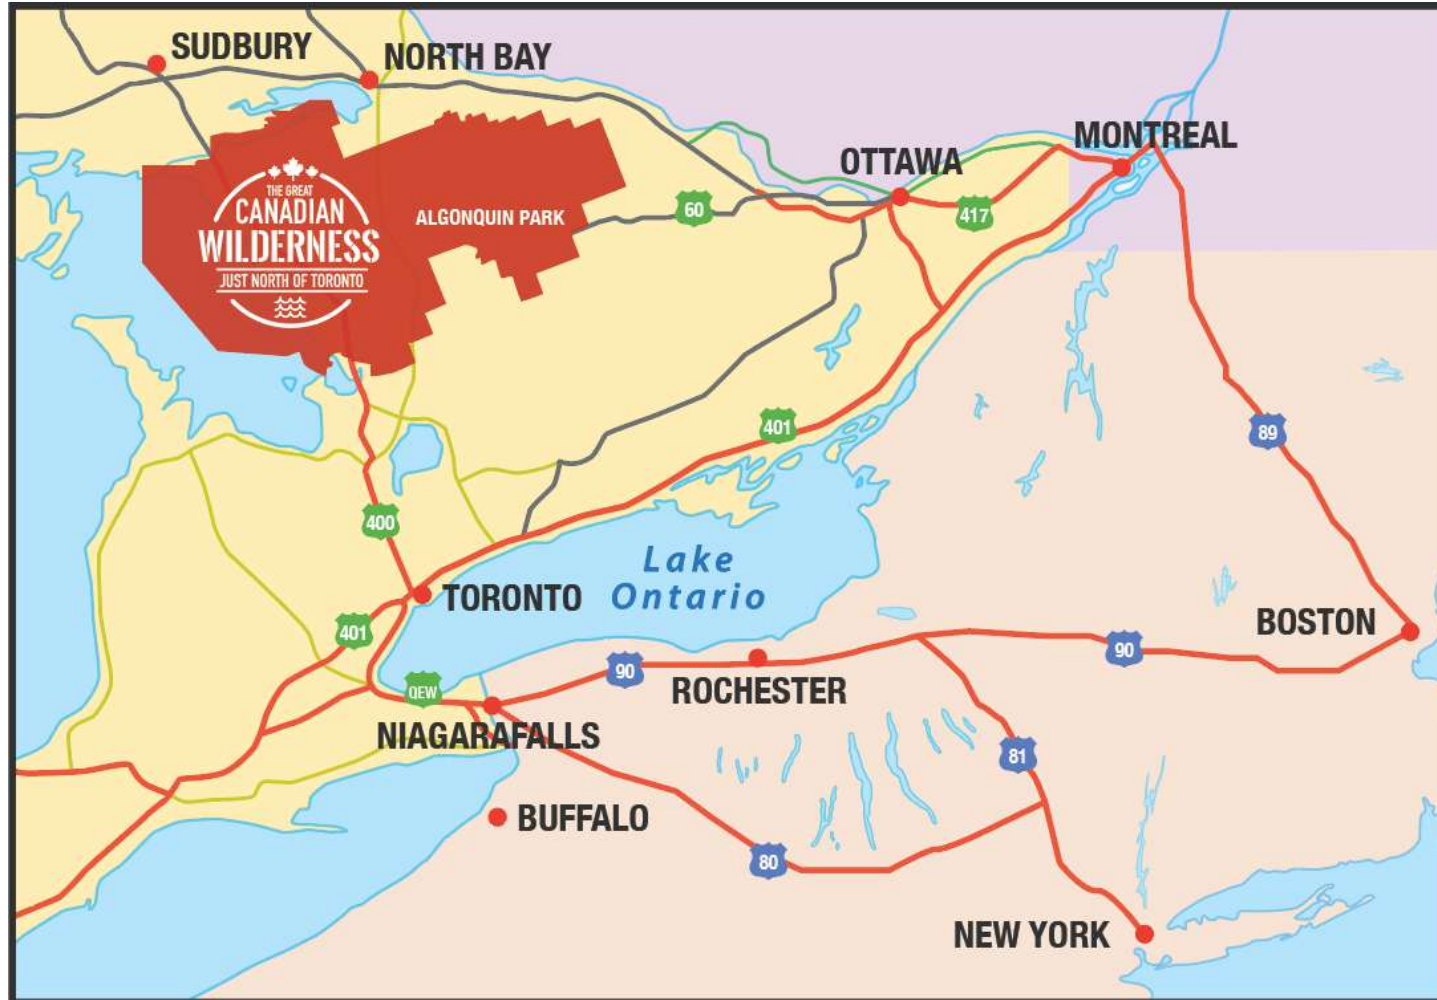 SUDBURY
NORTH BAY
MONTREAL
OTTAWA
THE GREAT
CANADIAN
WILDERNESS
JUST NORTH OF TORONTO
ALGONQUIN PARK
60
417
401
89
400
Lake
Ontario
TORONTO
401
BOSTON
90
90
QEW
ROCHESTER
NIAGARAFALLS
81
BUFFALO
80
NEW YORK